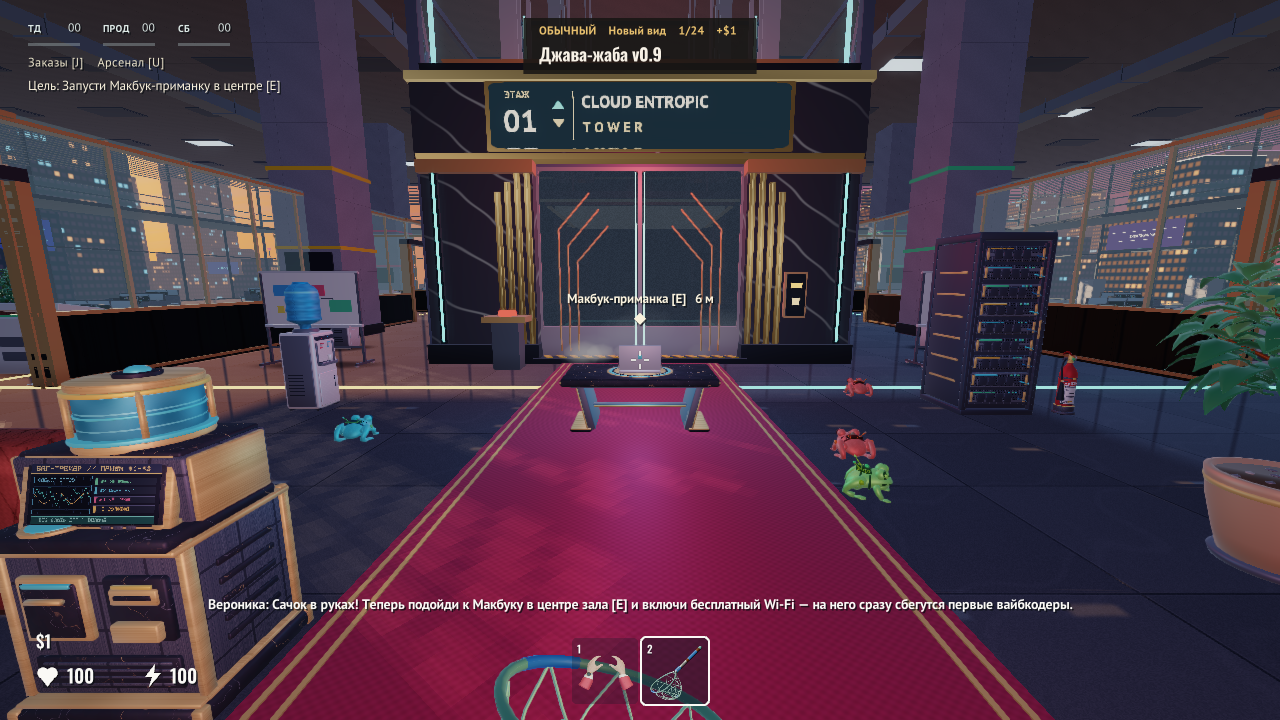 ТД 00 ПРОД 00 СБ 00
Заказы [J] Арсенал [U]
Цель: Запусти Макбук-приманку в центре [E]
ОБЫЧНЫЙ Новый вид 1/24 +$1
Джава-жаба v0.9
ЭТАЖ
01
CLOUD ENTROPIC
TOWER
Макбук-приманка [E] 6 м
Вероника: Сачок в руках! Теперь подойди к Макбуку в центре зала [E] и включи бесплатный Wi-Fi — на него сразу сбегутся первые вайбкодеры.
$1
100 100
1 2